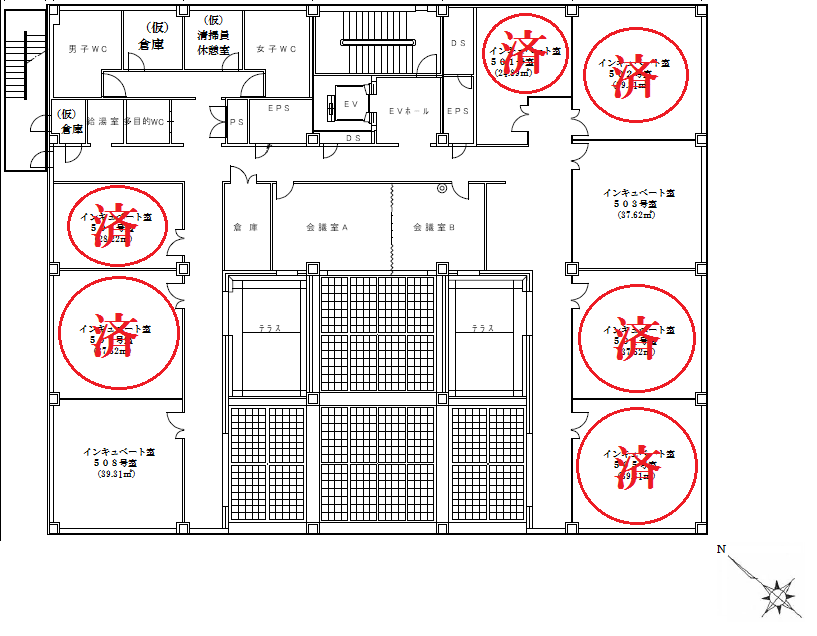 男子WC
(仮)
倉庫
(仮)
清掃員
休憩室
女子WC
DS
インキュベート室
済
済
(仮)
倉庫
給湯室
多目的WC
PS
EPS
EV
DS
EVホール
EPS
インキュベート室
503号室
(37.62㎡)
インキュベート室
済
倉庫
会議室A
会議室B
済
テラス
テラス
済
インキュベート室
508号室
(39.31㎡)
済
N